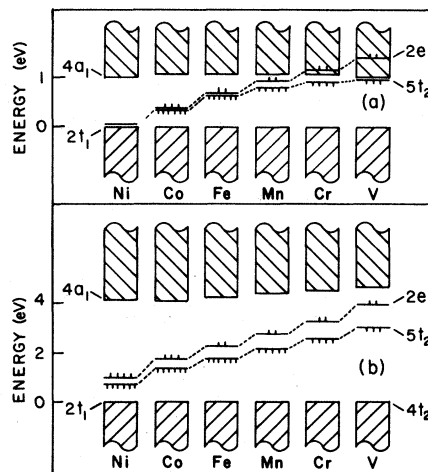 ENERGY (eV)
4a₁
1
0
2t₁
2e
5t₂
(a)
Ni Co Fe Mn Cr V
ENERGY (eV)
4a₁
4
2
0
2t₁
2e
5t₂
(b)
4t₂
Ni Co Fe Mn Cr V